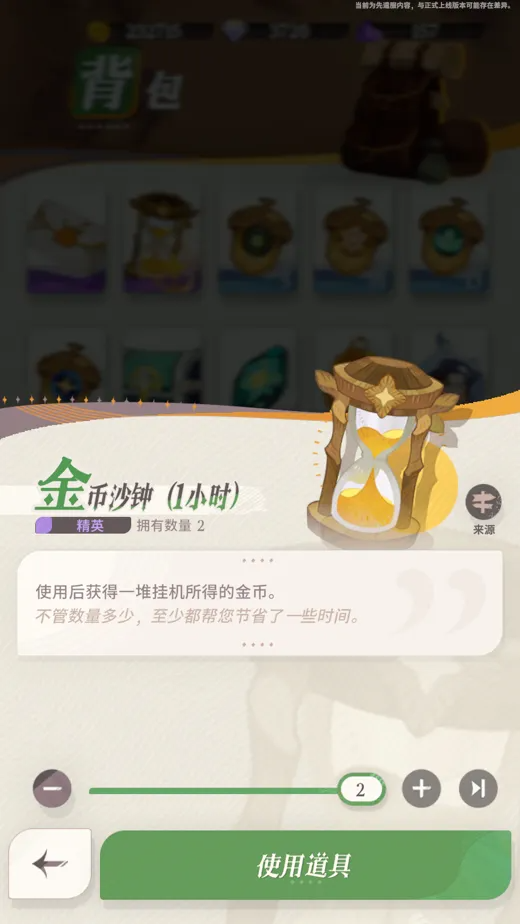 当前为先遣服内容，与正式上线版本可能存在差异。
背包
金币沙钟（1小时）
精英 拥有数量 2
来源
使用后获得一堆挂机所得的金币。
不管数量多少，至少都帮您节省了一些时间。
2
使用道具